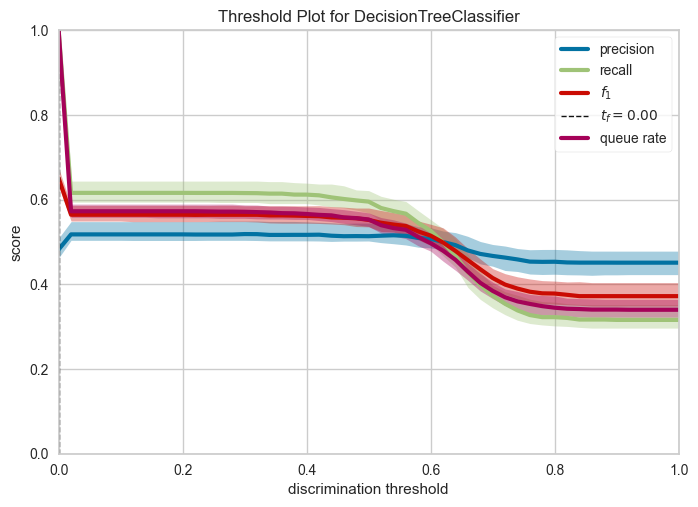 Threshold Plot for DecisionTreeClassifier
1.0
0.8
0.6
0.4
0.2
0.0
score
precision
recall
f₁
t_f = 0.00
queue rate
0.0 0.2 0.4 0.6 0.8 1.0
discrimination threshold